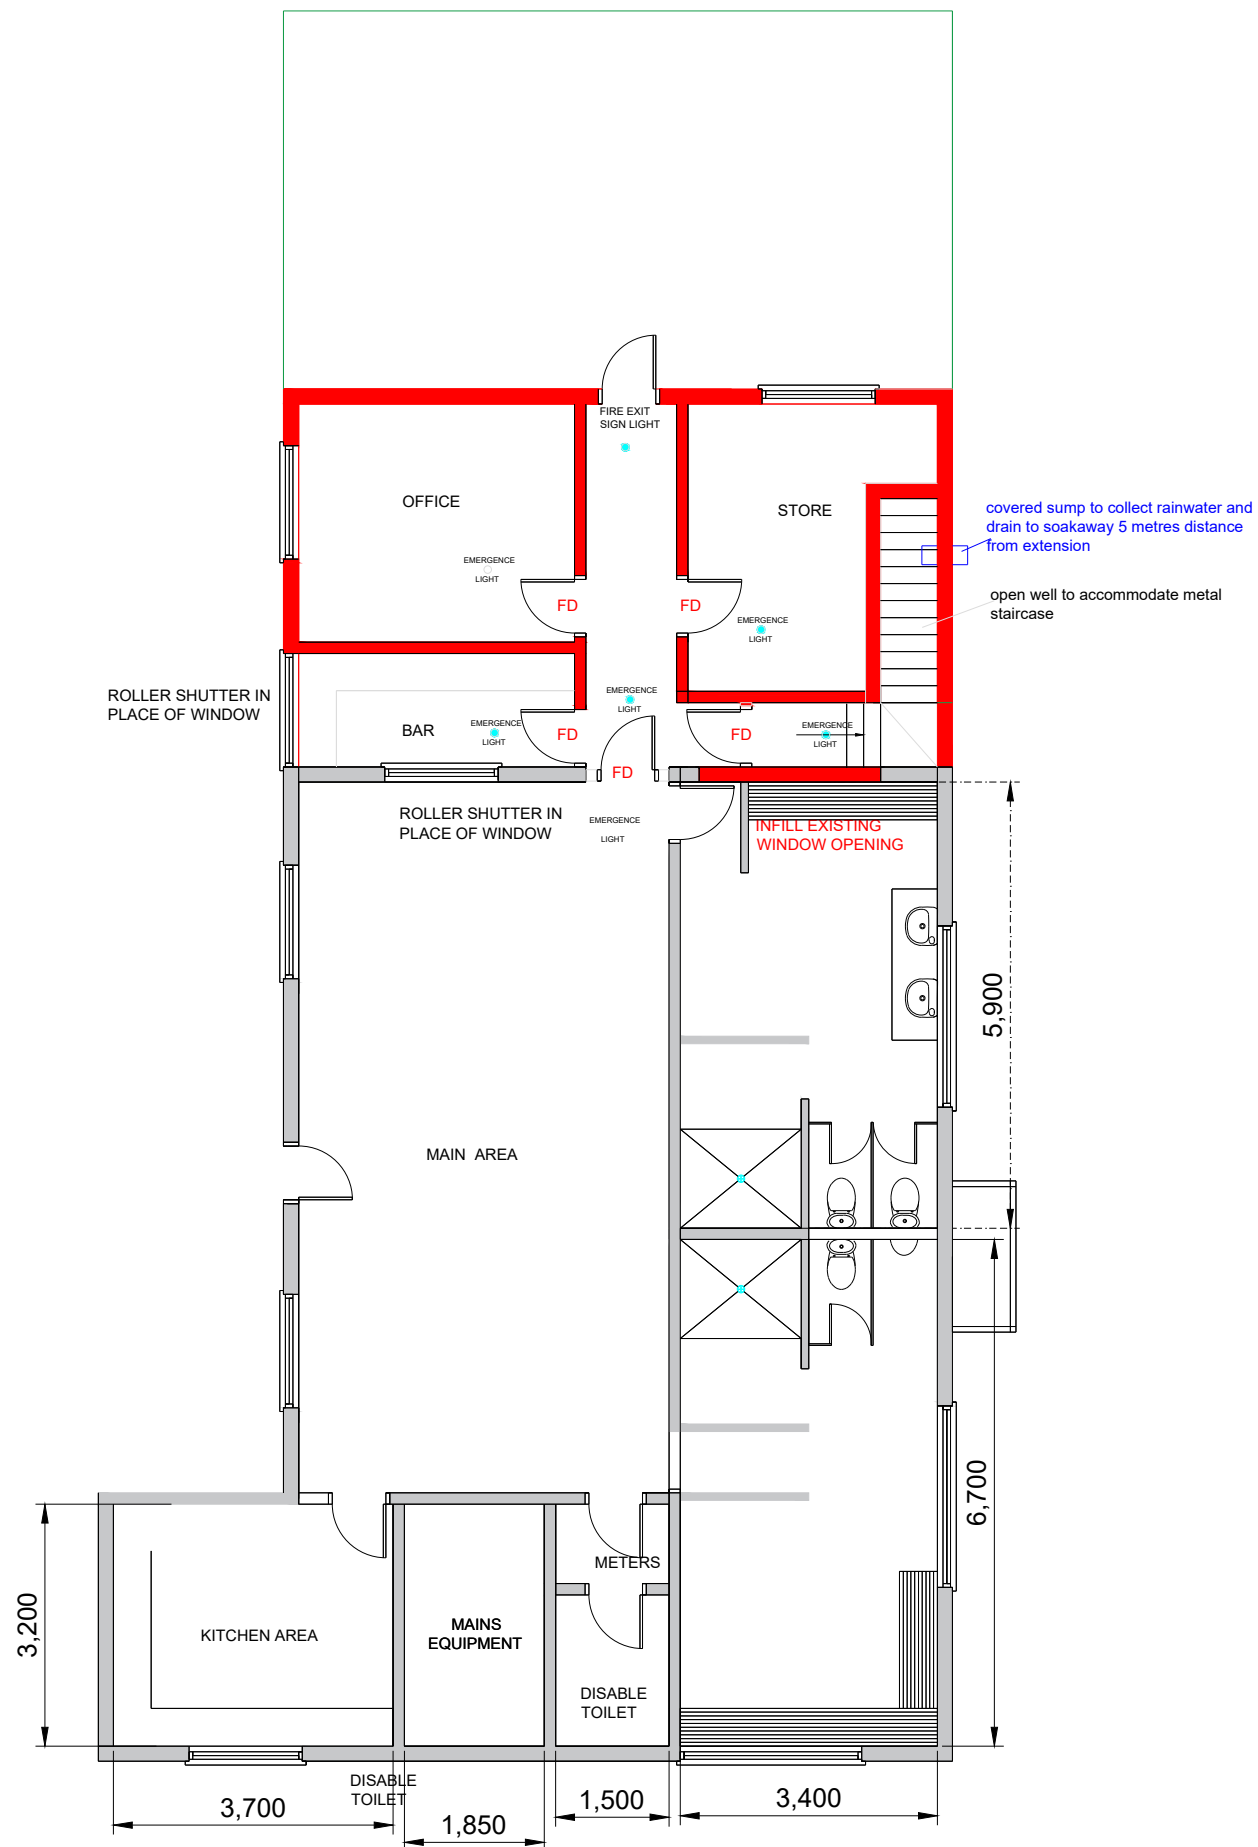 FIRE EXIT
SIGN LIGHT
OFFICE
STORE
covered sump to collect rainwater and
drain to soakaway 5 metres distance
from extension
EMERGENCE
LIGHT
open well to accommodate metal
staircase
FD
FD
EMERGENCE
LIGHT
ROLLER SHUTTER IN
PLACE OF WINDOW
EMERGENCE
LIGHT
BAR
EMERGENCE
LIGHT
FD
FD
EMERGENCE
LIGHT
FD
ROLLER SHUTTER IN
PLACE OF WINDOW
EMERGENCE
LIGHT
INFILL EXISTING
WINDOW OPENING
5,900
MAIN AREA
6,700
METERS
3,200
KITCHEN AREA
MAINS
EQUIPMENT
DISABLE
TOILET
DISABLE
TOILET
3,700
1,850
1,500
3,400